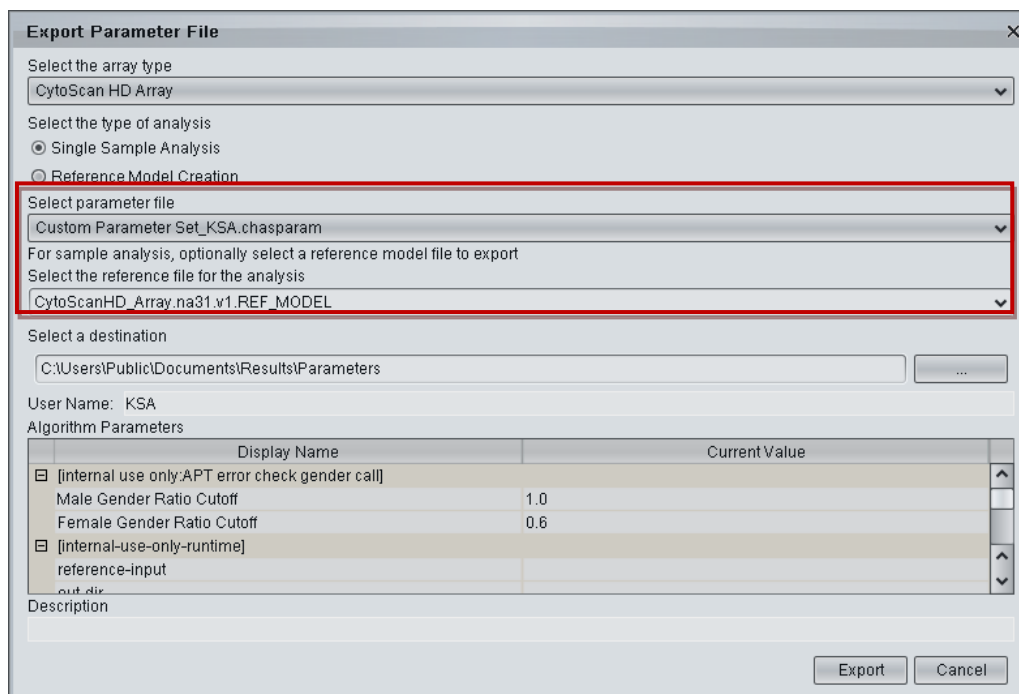 Export Parameter File
Select the array type
CytoScan HD Array
Select the type of analysis
Single Sample Analysis
Reference Model Creation
Select parameter file
Custom Parameter Set_KSA.chasparam
For sample analysis, optionally select a reference model file to export
Select the reference file for the analysis
CytoScanHD_Array.na31.v1.REF_MODEL
Select a destination
C:\Users\Public\Documents\Results\Parameters ...
User Name: KSA
Algorithm Parameters
Display Name Current Value
[internal use only:APT error check gender call]
Male Gender Ratio Cutoff 1.0
Female Gender Ratio Cutoff 0.6
[internal-use-only-runtime]
reference-input
out-dir
Description
Export Cancel